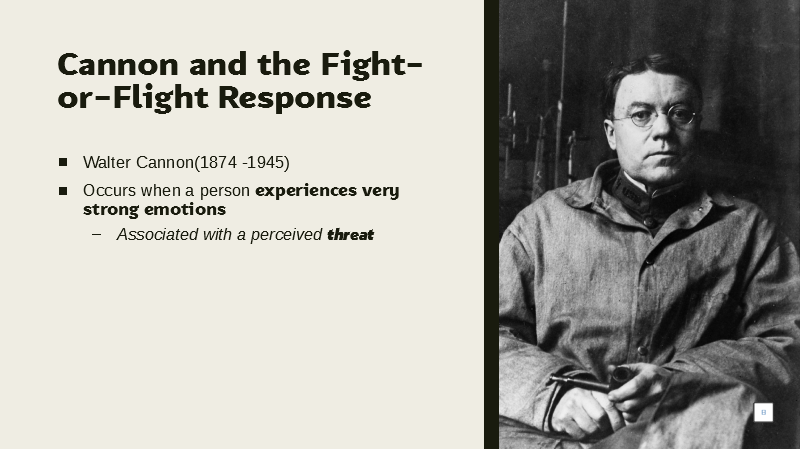 Cannon and the Fight-
or-Flight Response
■ Walter Cannon(1874 -1945)
■ Occurs when a person experiences very
strong emotions
– Associated with a perceived threat